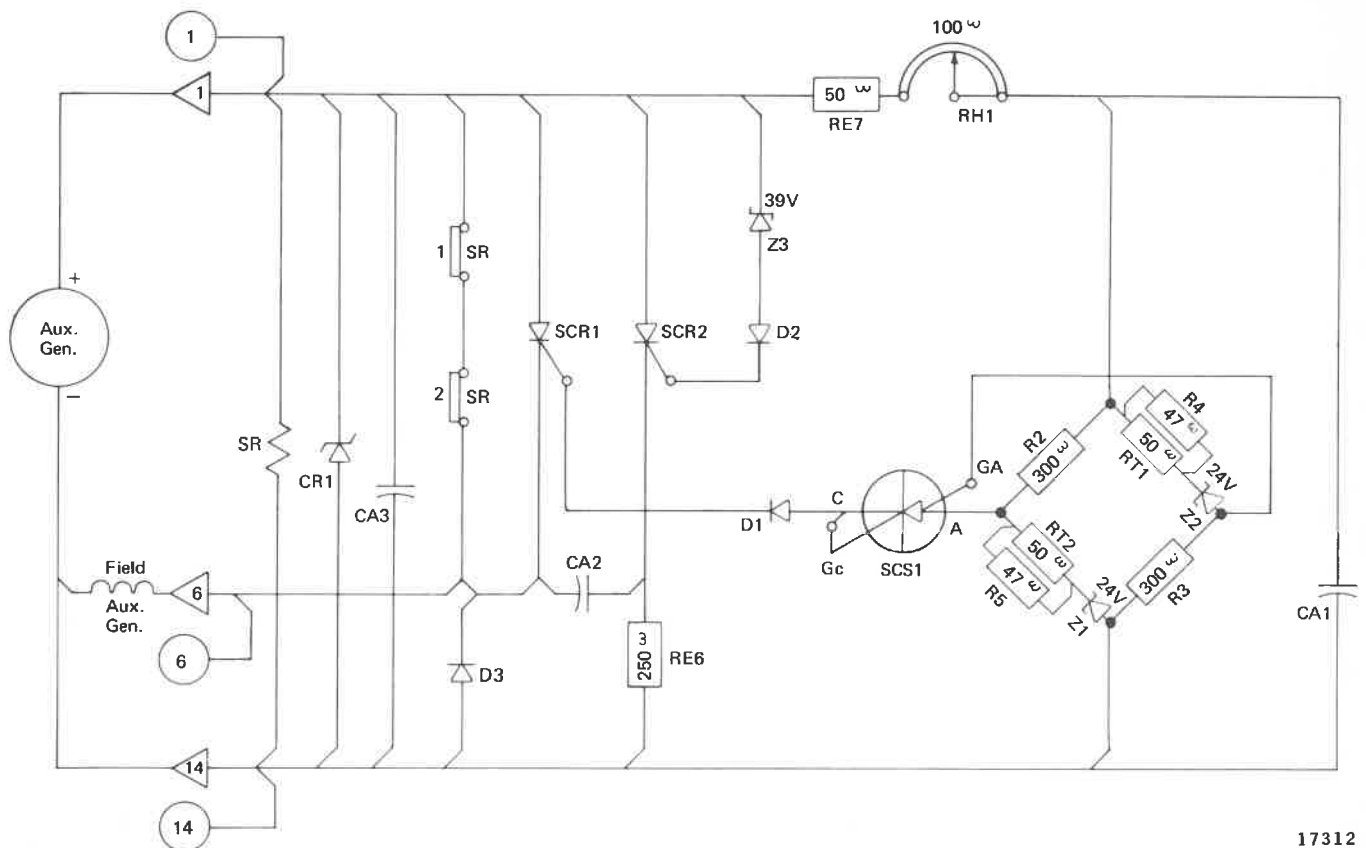 1
100 ω
1
50 ω
RE7
RH1
39V
Z3
1 SR
+
Aux.
Gen.
−
SCR1
SCR2
D2
2 SR
SR
CR1
CA3
R4
47 ω
50 ω
RT1
R2
300 ω
24V
Z2
GA
C
D1
A
Gc
SCS1
RT2
50 ω
47 ω
R5
24V
Z1
300 ω
R3
CA2
CA1
Field
6
Aux.
Gen.
6
D3
250 ω
RE6
14
14
17312